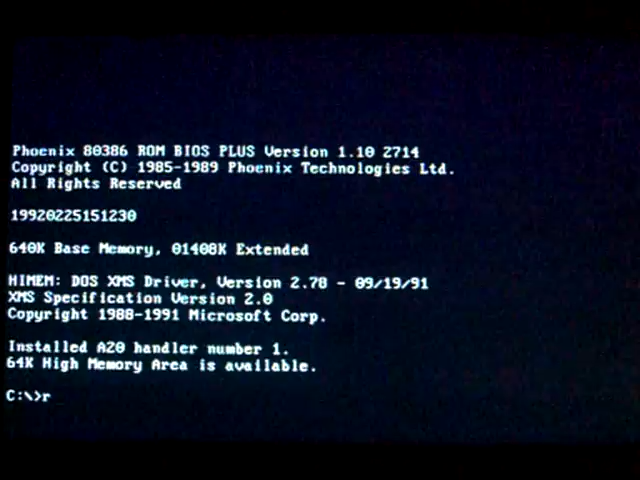 Phoenix 80386 ROM BIOS PLUS Version 1.10 2714
Copyright (C) 1985-1989 Phoenix Technologies Ltd.
All Rights Reserved
19920225151230
640K Base Memory, 01408K Extended
HIMEM: DOS XMS Driver, Version 2.78 - 09/19/91
XMS Specification Version 2.0
Copyright 1988-1991 Microsoft Corp.
Installed A20 handler number 1.
64K High Memory Area is available.
C:\>r